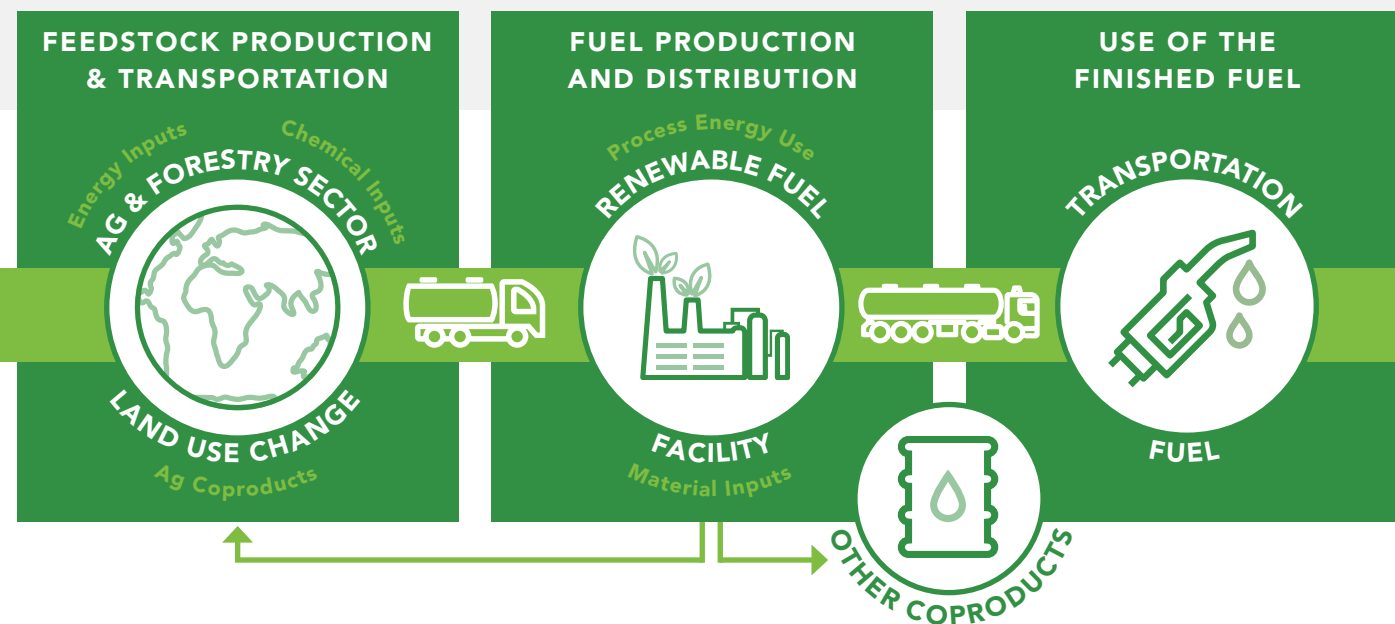 FEEDSTOCK PRODUCTION
& TRANSPORTATION
Energy Inputs
Chemical Inputs
AG & FORESTRY SECTOR
LAND USE CHANGE
Ag Coproducts
FUEL PRODUCTION
AND DISTRIBUTION
Process Energy Use
RENEWABLE FUEL
FACILITY
Material Inputs
USE OF THE
FINISHED FUEL
TRANSPORTATION
FUEL
OTHER COPRODUCTS